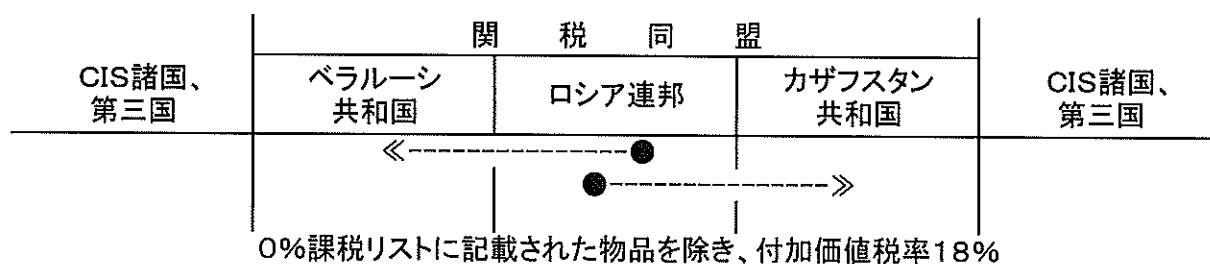 関税同盟
CIS諸国、
第三国
ベラルーシ
共和国
ロシア連邦
カザフスタン
共和国
CIS諸国、
第三国
0%課税リストに記載された物品を除き、付加価値税率18%